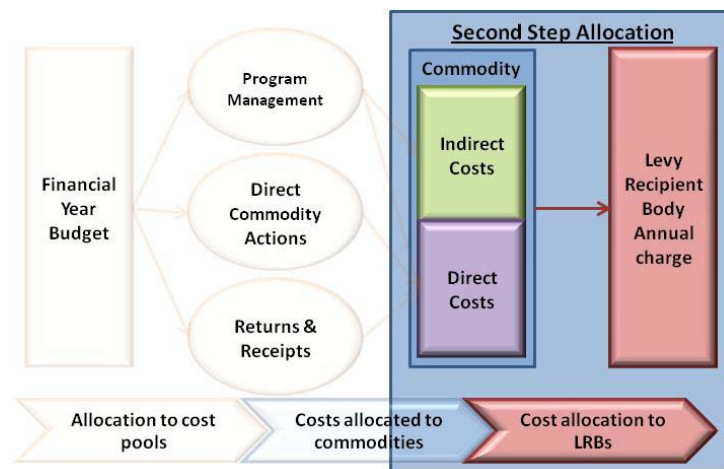 Second Step Allocation
Commodity
Program
Management
Financial
Year
Budget
Direct
Commodity
Actions
Returns &
Receipts
Indirect
Costs
Direct
Costs
Levy
Recipient
Body
Annual
charge
Allocation to cost
pools
Costs allocated to
commodities
Cost allocation to
LRBs